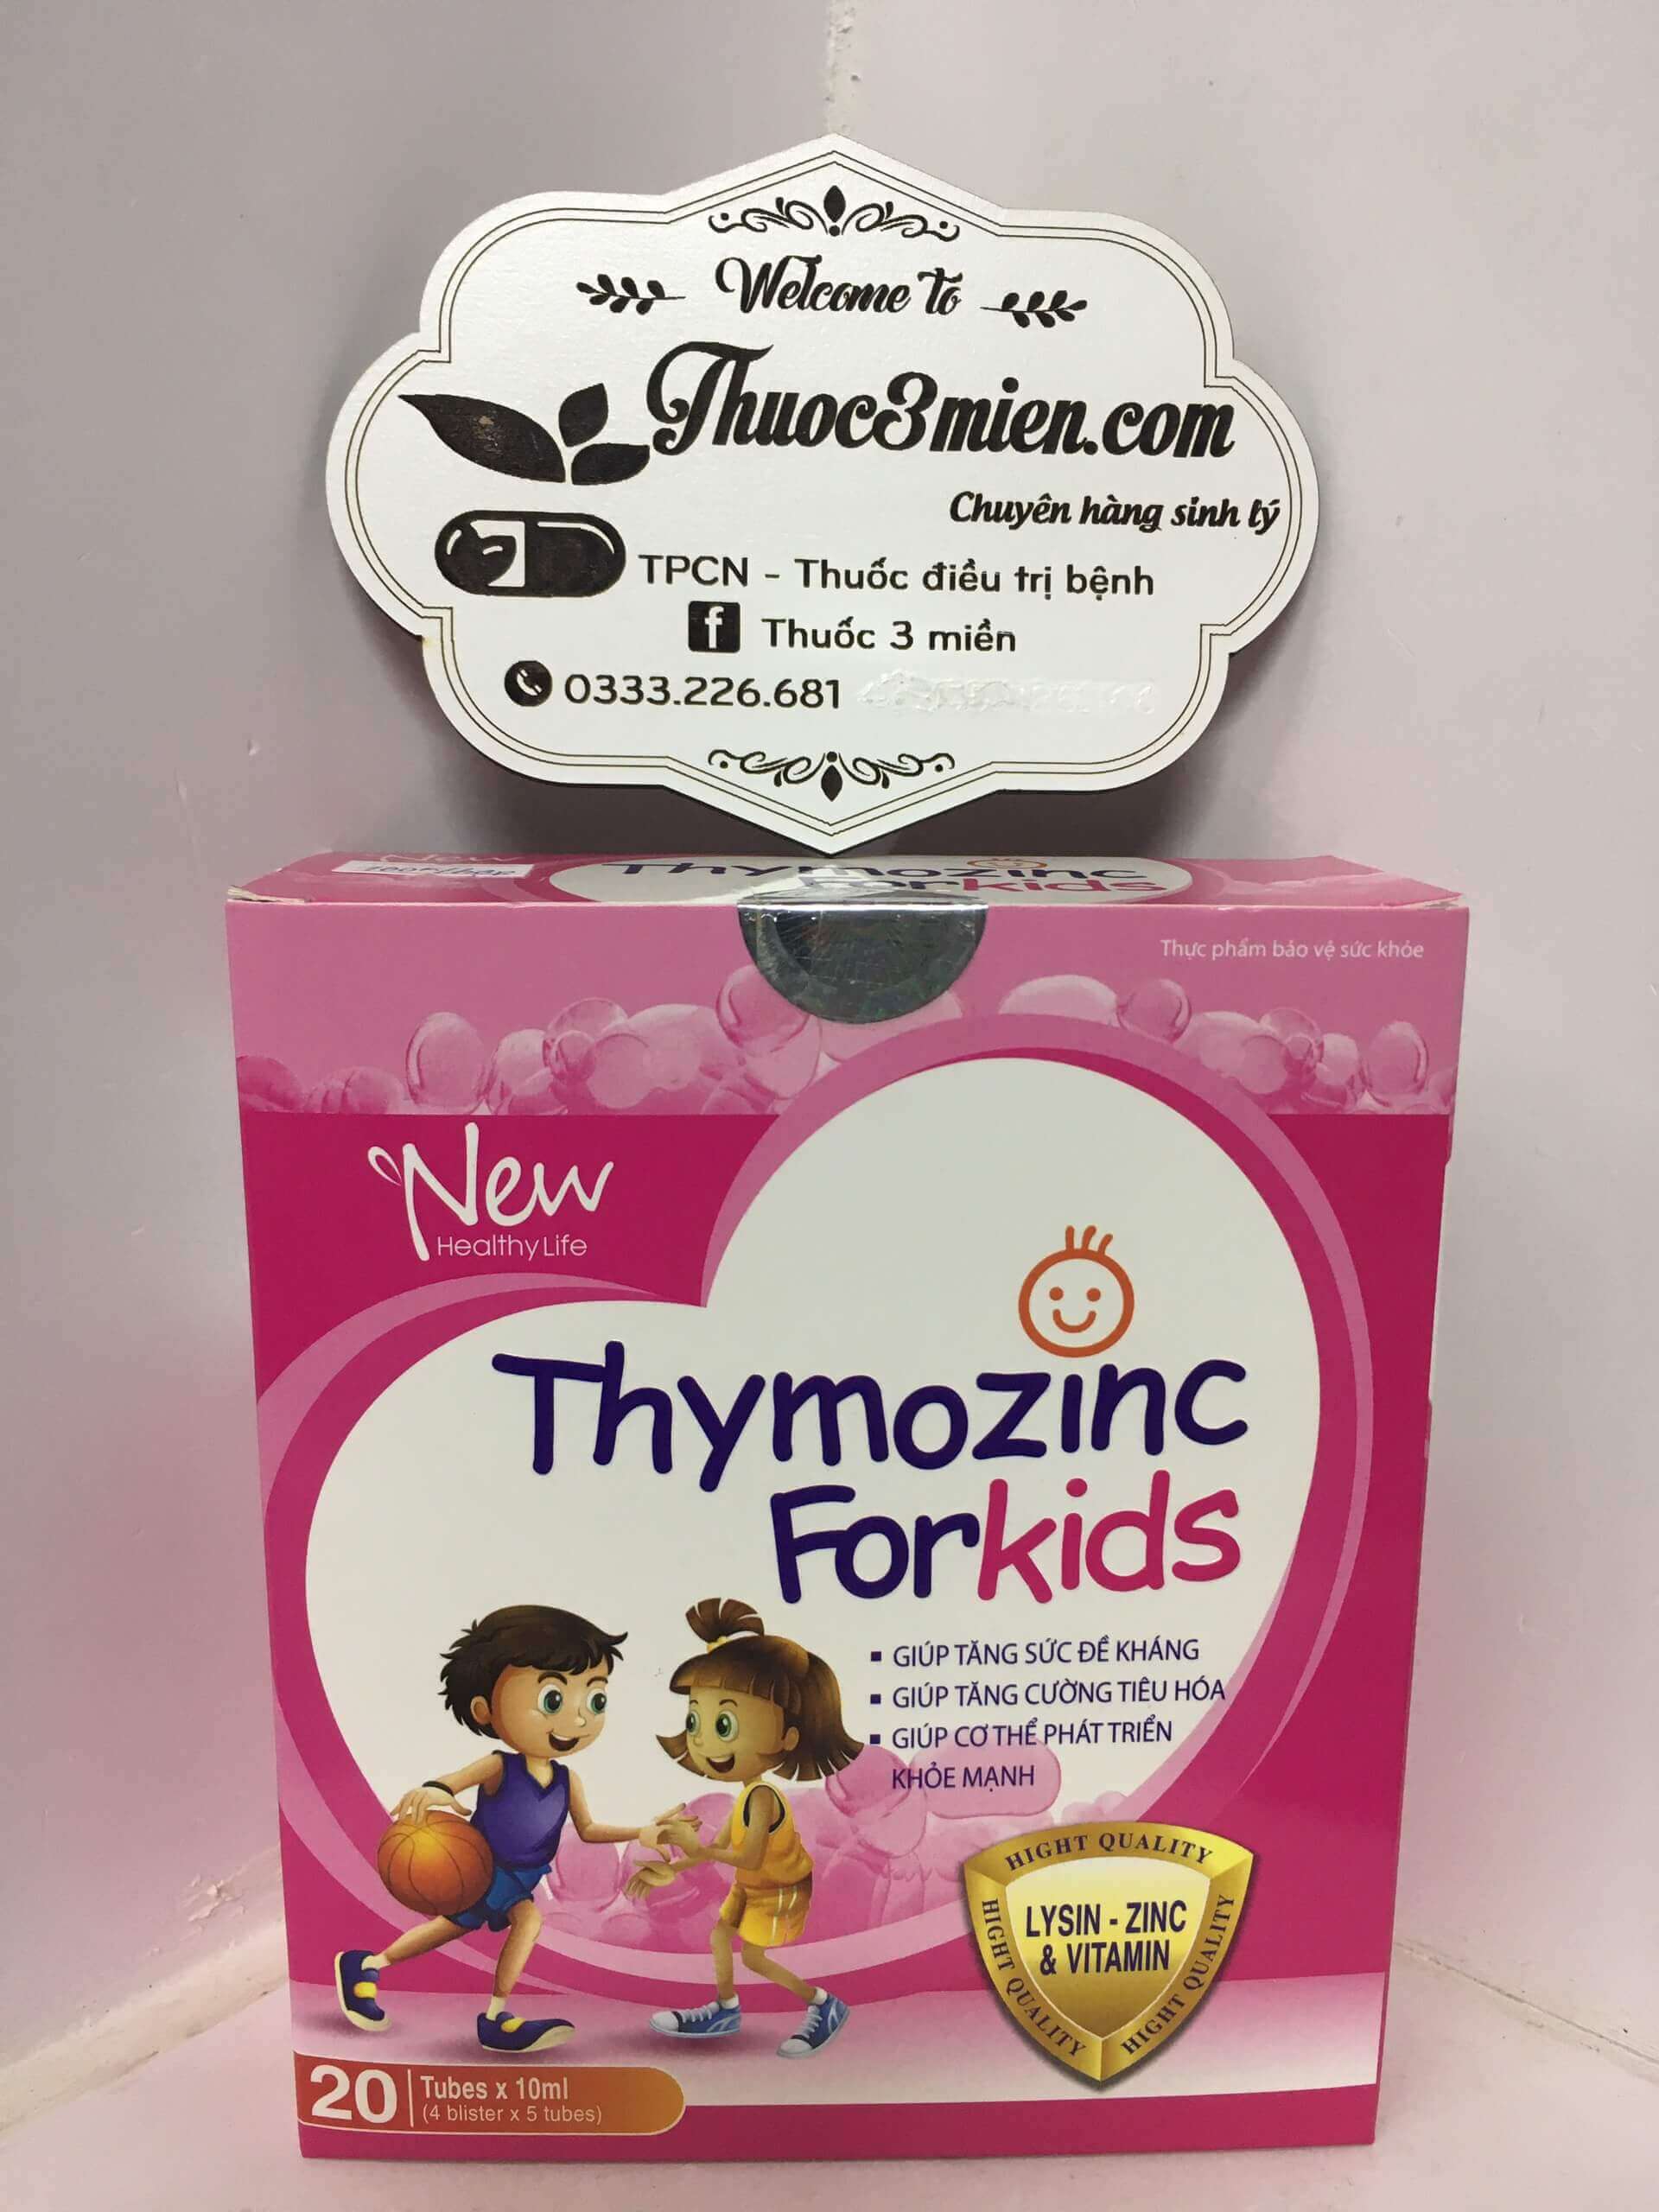 Welcome to
Thuoc3mien.com
Chuyên hàng sinh lý
TPCN - Thuốc điều trị bệnh
f Thuốc 3 miền
0333.226.681
New
Thymozinc
Forkids
Thực phẩm bảo vệ sức khỏe
New
Healthy Life
Thymozinc
Forkids
▪ GIÚP TĂNG SỨC ĐỀ KHÁNG
▪ GIÚP TĂNG CƯỜNG TIÊU HÓA
▪ GIÚP CƠ THỂ PHÁT TRIỂN
KHỎE MẠNH
HIGHT QUALITY
HIGHT QUALITY
HIGHT QUALITY
LYSIN - ZINC
& VITAMIN
20 Tubes x 10ml
(4 blister x 5 tubes)